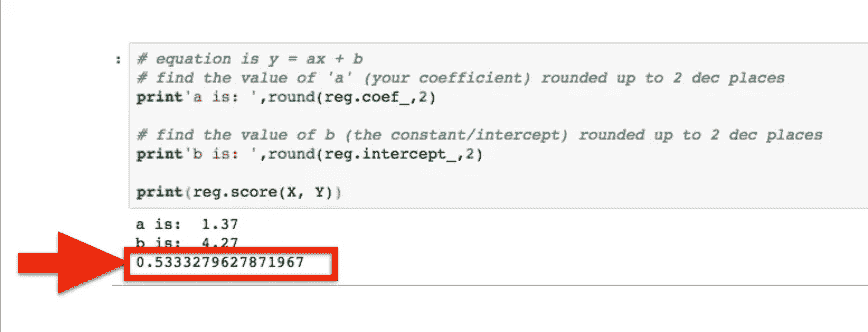 :
# equation is y = ax + b
# find the value of 'a' (your coefficient) rounded up to 2 dec places
print'a is: ',round(reg.coef_,2)
# find the value of b (the constant/intercept) rounded up to 2 dec places
print'b is: ',round(reg.intercept_,2)
print(reg.score(X, Y))
a is:  1.37
b is:  4.27
0.5333279627871967